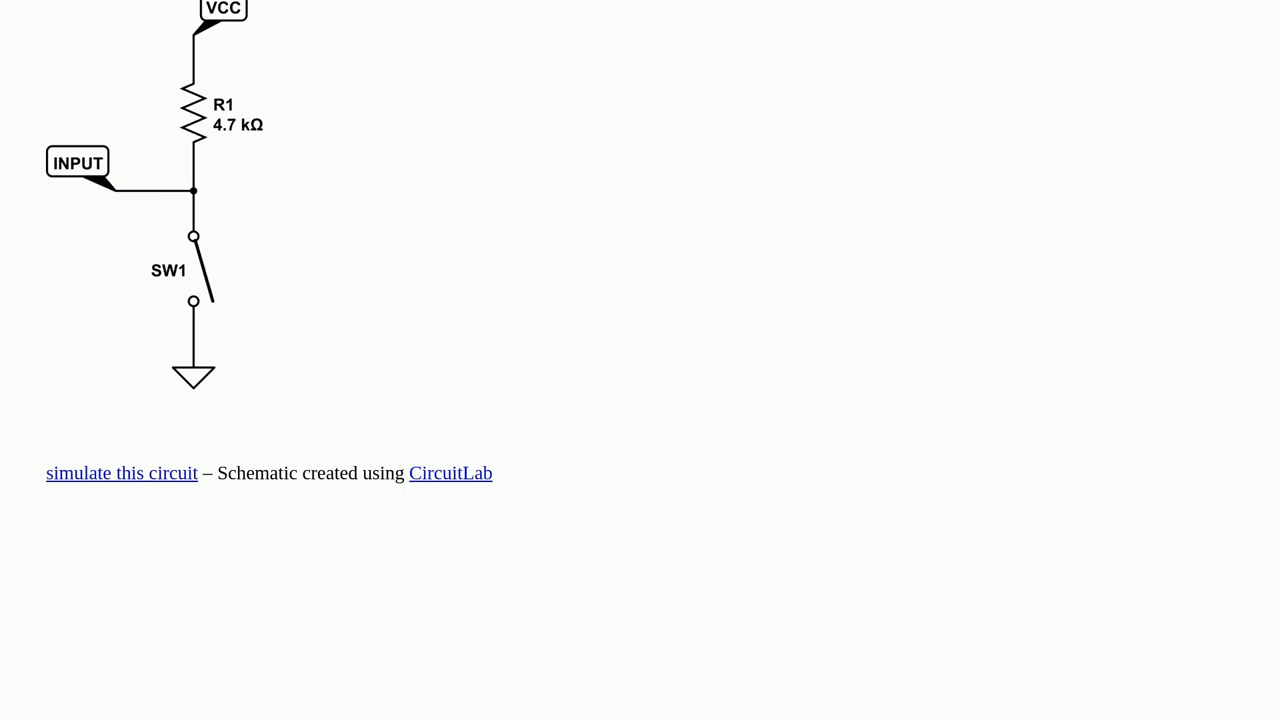 VCC
R1
4.7 kΩ
INPUT
SW1
simulate this circuit – Schematic created using CircuitLab